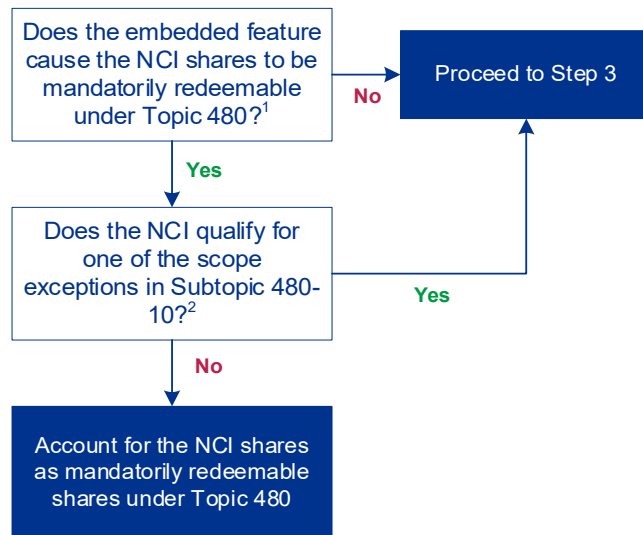 Does the embedded feature
cause the NCI shares to be
mandatorily redeemable
under Topic 480?1
No
Proceed to Step 3
Yes
Does the NCI qualify for
one of the scope
exceptions in Subtopic 480-
10?2
Yes
No
Account for the NCI shares
as mandatorily redeemable
shares under Topic 480